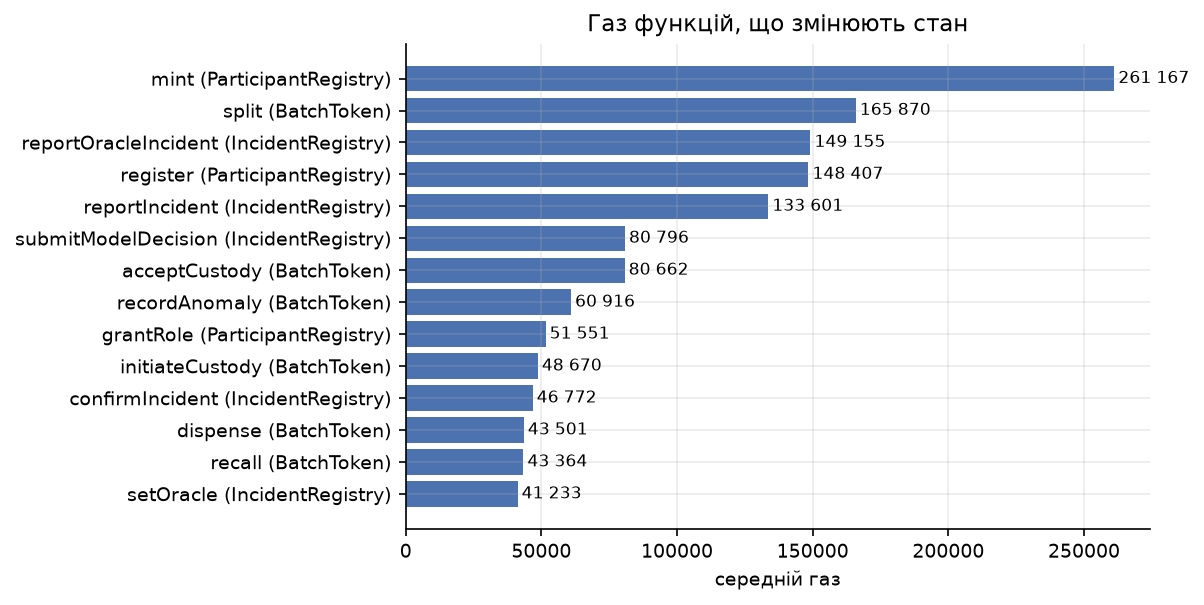 Газ функцій, що змінюють стан
mint (ParticipantRegistry) 261 167
split (BatchToken) 165 870
reportOracleIncident (IncidentRegistry) 149 155
register (ParticipantRegistry) 148 407
reportIncident (IncidentRegistry) 133 601
submitModelDecision (IncidentRegistry) 80 796
acceptCustody (BatchToken) 80 662
recordAnomaly (BatchToken) 60 916
grantRole (ParticipantRegistry) 51 551
initiateCustody (BatchToken) 48 670
confirmIncident (IncidentRegistry) 46 772
dispense (BatchToken) 43 501
recall (BatchToken) 43 364
setOracle (IncidentRegistry) 41 233
0 50000 100000 150000 200000 250000
середній газ